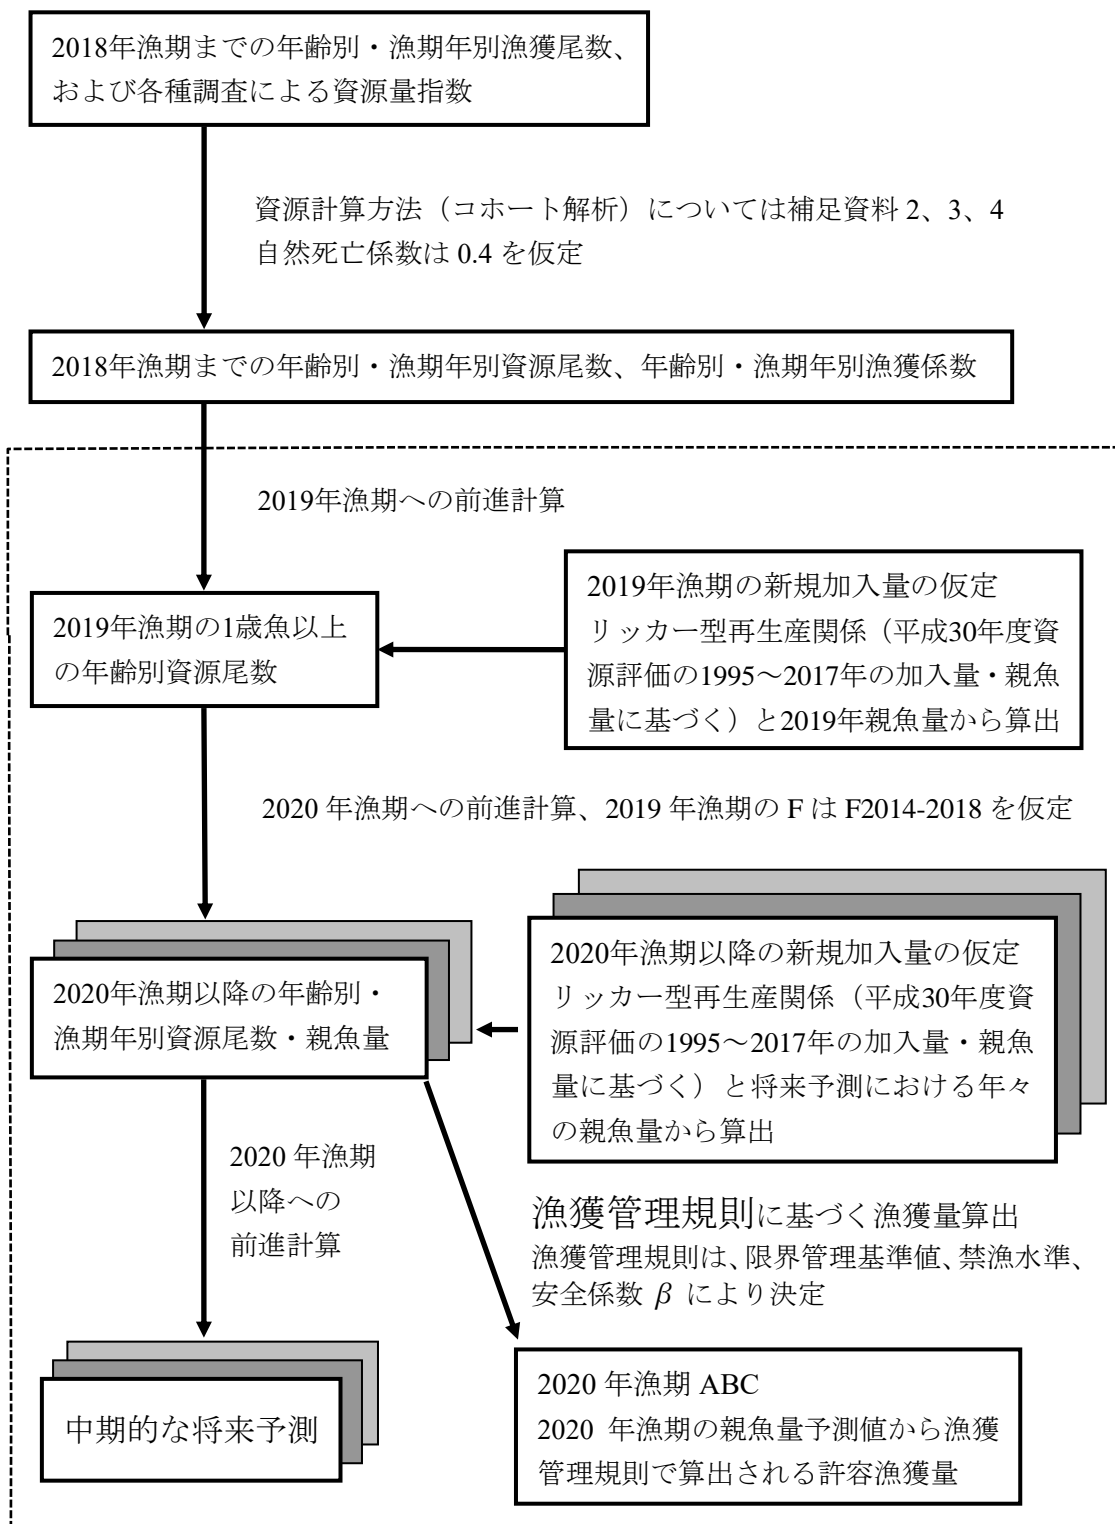 2018年漁期までの年齢別・漁期年別漁獲尾数、
および各種調査による資源量指数
資源計算方法（コホート解析）については補足資料 2、3、4
自然死亡係数は 0.4 を仮定
2018年漁期までの年齢別・漁期年別資源尾数、年齢別・漁期年別漁獲係数
2019年漁期への前進計算
2019年漁期の1歳魚以上
の年齢別資源尾数
2019年漁期の新規加入量の仮定
リッカー型再生産関係（平成30年度資
源評価の1995～2017年の加入量・親魚
量に基づく）と2019年親魚量から算出
2020 年漁期への前進計算、2019 年漁期の F は F2014-2018 を仮定
2020年漁期以降の年齢別・
漁期年別資源尾数・親魚量
2020年漁期以降の新規加入量の仮定
リッカー型再生産関係（平成30年度資
源評価の1995～2017年の加入量・親魚
量に基づく）と将来予測における年々
の親魚量から算出
2020 年漁期
以降への
前進計算
漁獲管理規則に基づく漁獲量算出
漁獲管理規則は、限界管理基準値、禁漁水準、
安全係数 β により決定
中期的な将来予測
2020 年漁期 ABC
2020 年漁期の親魚量予測値から漁獲
管理規則で算出される許容漁獲量